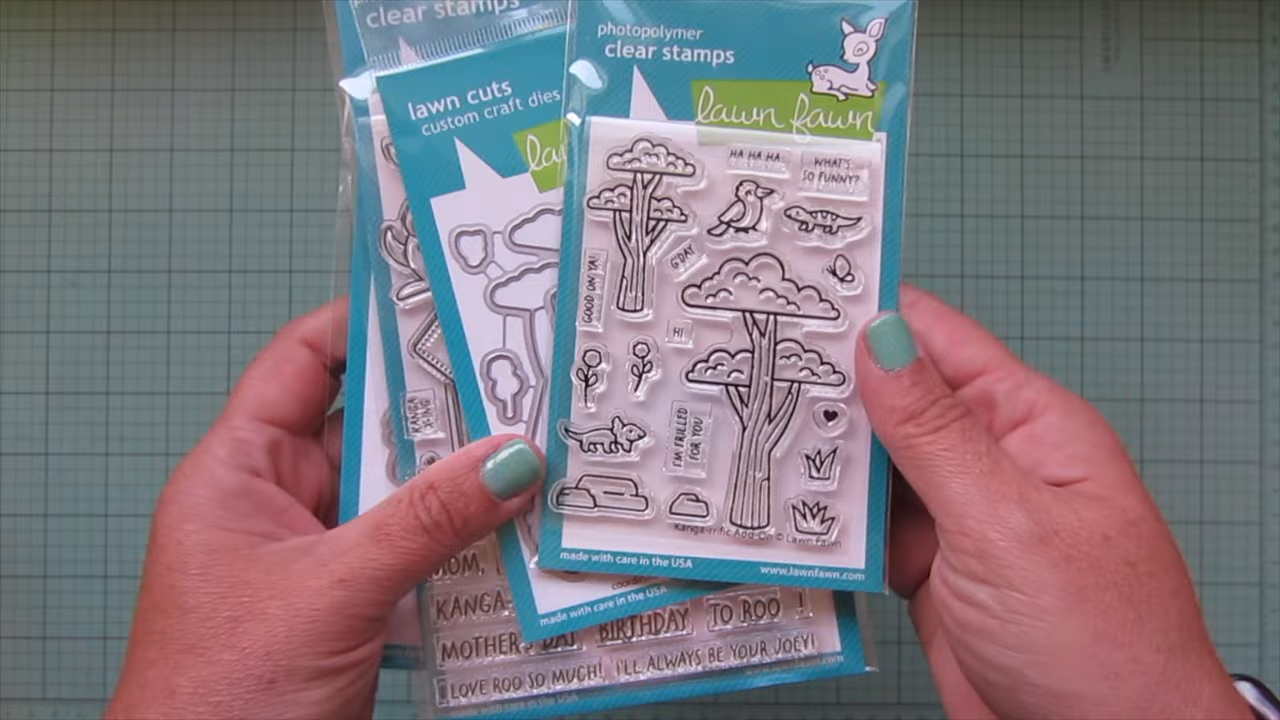 clear stamps
lawn cuts
custom craft dies
photopolymer
clear stamps
lawn fawn
HA HA HA
WHAT'S
SO FUNNY?
G'DAY
GOOD ON YA!
HI
I'M FRILLED
FOR YOU
Kanga-rrific Add-On © Lawn Fawn
made with care in the USA
www.lawnfawn.com
KANGA
X-ING
MOM,
KANGA-
made with care in the USA
MOTHER'S DAY BIRTHDAY TO ROO !
LOVE ROO SO MUCH! I'LL ALWAYS BE YOUR JOEY!